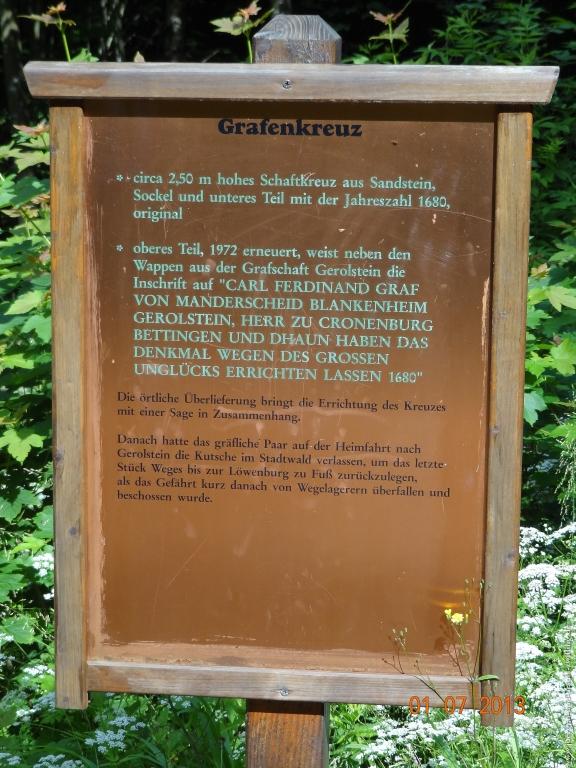 Grafenkreuz
* circa 2,50 m hohes Schaftkreuz aus Sandstein,
Sockel und unteres Teil mit der Jahreszahl 1680,
original
* oberes Teil, 1972 erneuert, weist neben den
Wappen aus der Grafschaft Gerolstein die
Inschrift auf "CARL FERDINAND GRAF
VON MANDERSCHEID BLANKENHEIM
GEROLSTEIN, HERR ZU CRONENBURG
BETTINGEN UND DHAUN HABEN DAS
DENKMAL WEGEN DES GROSSEN
UNGLÜCKS ERRICHTEN LASSEN 1680"
Die örtliche Überlieferung bringt die Errichtung des Kreuzes
mit einer Sage in Zusammenhang.
Danach hatte das gräfliche Paar auf der Heimfahrt nach
Gerolstein die Kutsche im Stadtwald verlassen, um das letzte
Stück Weges bis zur Löwenburg zu Fuß zurückzulegen,
als das Gefährt kurz danach von Wegelagerern überfallen und
beschossen wurde.
01.07.2013